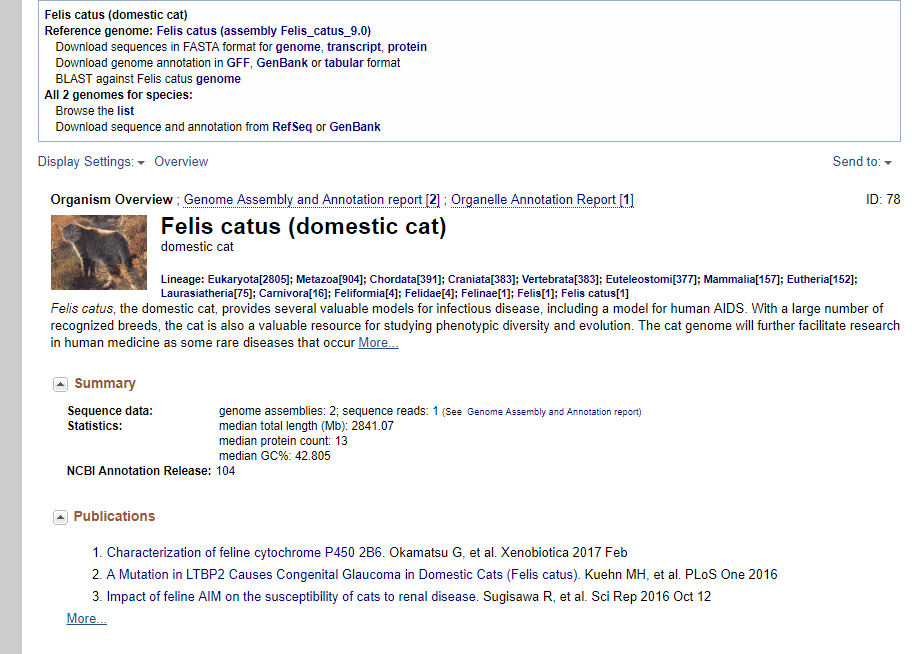 Felis catus (domestic cat)
Reference genome: Felis catus (assembly Felis_catus_9.0)
Download sequences in FASTA format for genome, transcript, protein
Download genome annotation in GFF, GenBank or tabular format
BLAST against Felis catus genome
All 2 genomes for species:
Browse the list
Download sequence and annotation from RefSeq or GenBank
Display Settings: Overview Send to:
Organism Overview ; Genome Assembly and Annotation report [2] ; Organelle Annotation Report [1] ID: 78
Felis catus (domestic cat)
domestic cat
Lineage: Eukaryota[2805]; Metazoa[904]; Chordata[391]; Craniata[383]; Vertebrata[383]; Euteleostomi[377]; Mammalia[157]; Eutheria[152];
Laurasiatheria[75]; Carnivora[16]; Feliformia[4]; Felidae[4]; Felinae[1]; Felis[1]; Felis catus[1]
Felis catus, the domestic cat, provides several valuable models for infectious disease, including a model for human AIDS. With a large number of
recognized breeds, the cat is also a valuable resource for studying phenotypic diversity and evolution. The cat genome will further facilitate research
in human medicine as some rare diseases that occur More...
Summary
Sequence data: genome assemblies: 2; sequence reads: 1 (See Genome Assembly and Annotation report)
Statistics: median total length (Mb): 2841.07
median protein count: 13
median GC%: 42.805
NCBI Annotation Release: 104
Publications
1. Characterization of feline cytochrome P450 2B6. Okamatsu G, et al. Xenobiotica 2017 Feb
2. A Mutation in LTBP2 Causes Congenital Glaucoma in Domestic Cats (Felis catus). Kuehn MH, et al. PLoS One 2016
3. Impact of feline AIM on the susceptibility of cats to renal disease. Sugisawa R, et al. Sci Rep 2016 Oct 12
More...